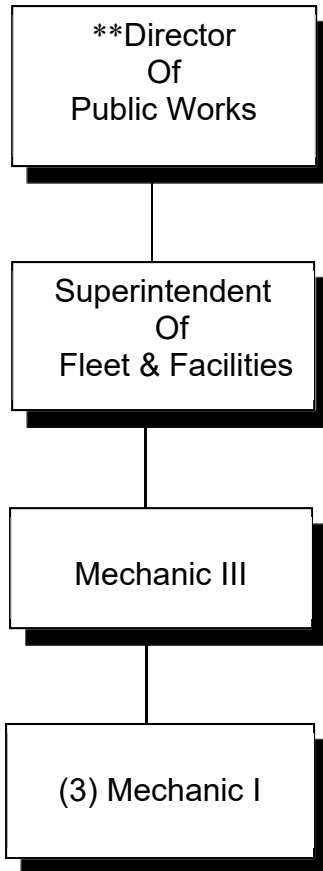 **Director
Of
Public Works
Superintendent
Of
Fleet & Facilities
Mechanic III
(3) Mechanic I